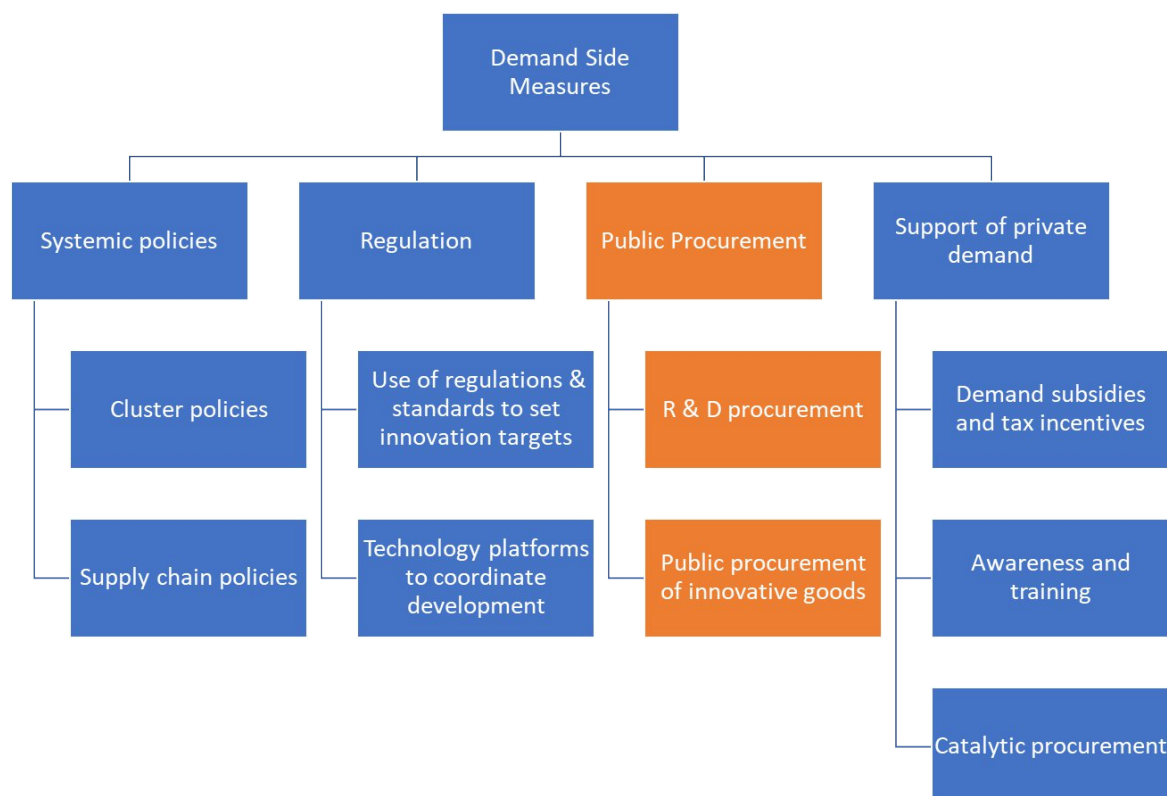 Demand Side
Measures
Systemic policies
Regulation
Public Procurement
Support of private
demand
Cluster policies
Use of regulations &
standards to set
innovation targets
R & D procurement
Demand subsidies
and tax incentives
Supply chain policies
Technology platforms
to coordinate
development
Public procurement
of innovative goods
Awareness and
training
Catalytic procurement